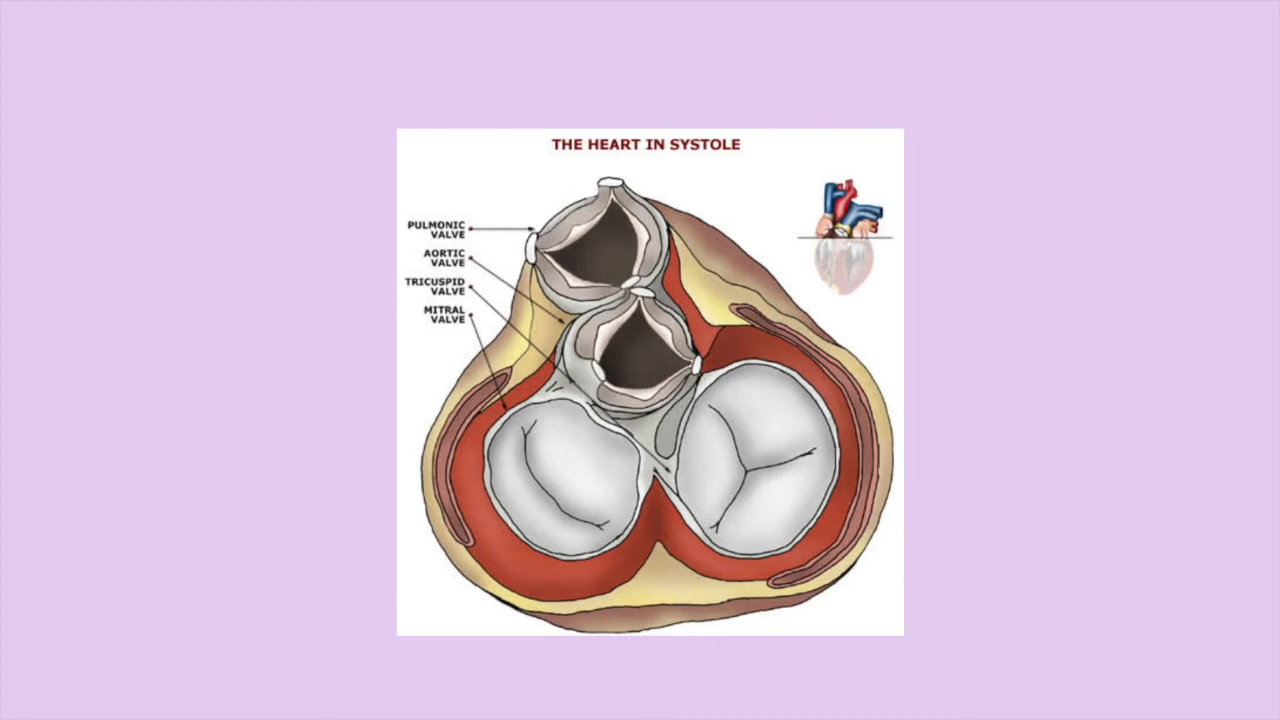 THE HEART IN SYSTOLE
PULMONIC
VALVE
AORTIC
VALVE
TRICUSPID
VALVE
MITRAL
VALVE